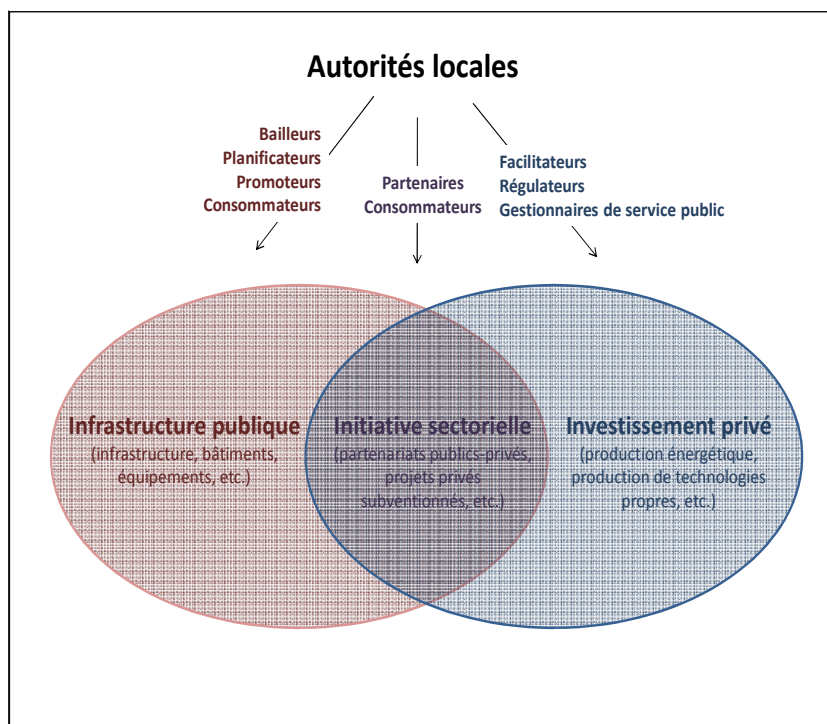 Autorités locales
Bailleurs
Planificateurs
Promoteurs
Consommateurs
Partenaires
Consommateurs
Facilitateurs
Régulateurs
Gestionnaires de service public
Infrastructure publique
(infrastructure, bâtiments,
équipements, etc.)
Initiative sectorielle
(partenariats publics-privés,
projets privés
subventionnés, etc.)
Investissement privé
(production énergétique,
production de technologies
propres, etc.)